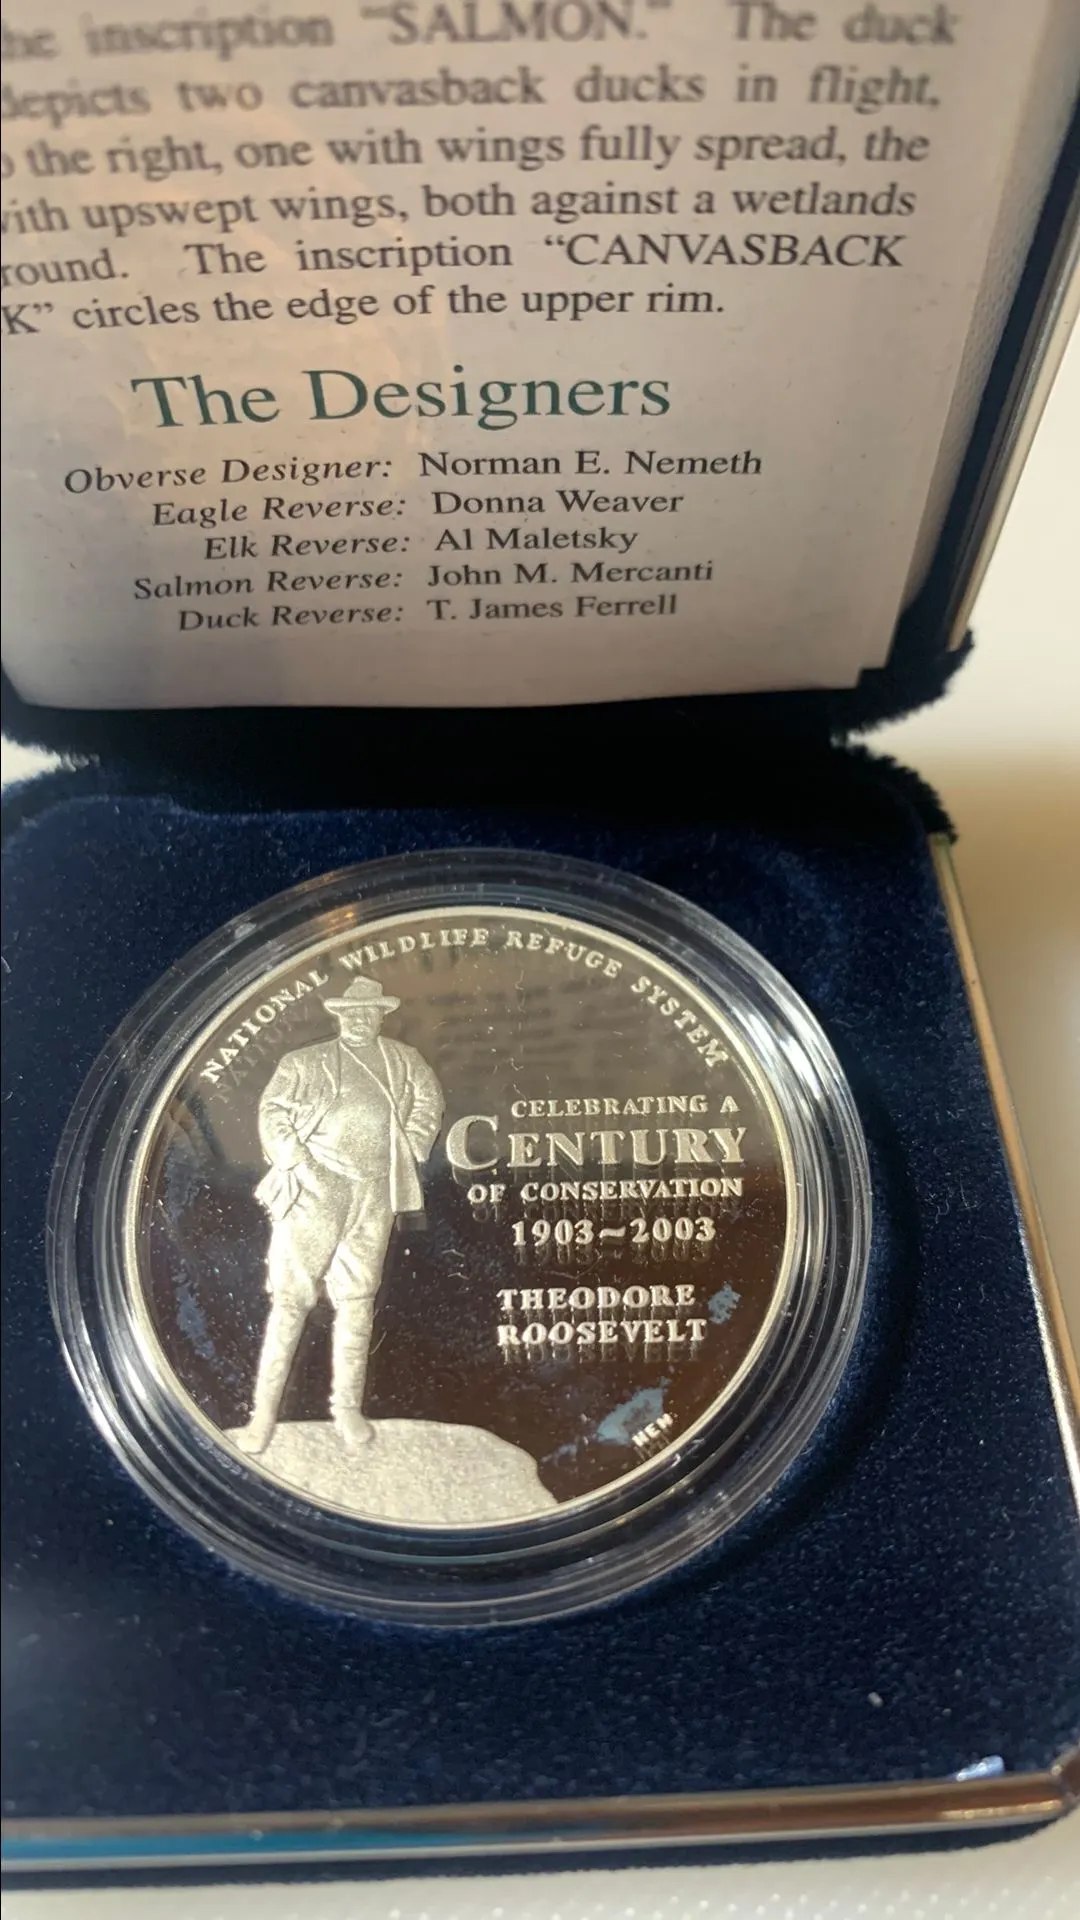 the inscription "SALMON." The duck
depicts two canvasback ducks in flight,
the right, one with wings fully spread, the
with upswept wings, both against a wetlands
round. The inscription "CANVASBACK
K" circles the edge of the upper rim.
The Designers
Obverse Designer: Norman E. Nemeth
Eagle Reverse: Donna Weaver
Elk Reverse: Al Maletsky
Salmon Reverse: John M. Mercanti
Duck Reverse: T. James Ferrell
NATIONAL WILDLIFE REFUGE SYSTEM
CELEBRATING A
CENTURY
OF CONSERVATION
1903~2003
THEODORE
ROOSEVELT
NEN